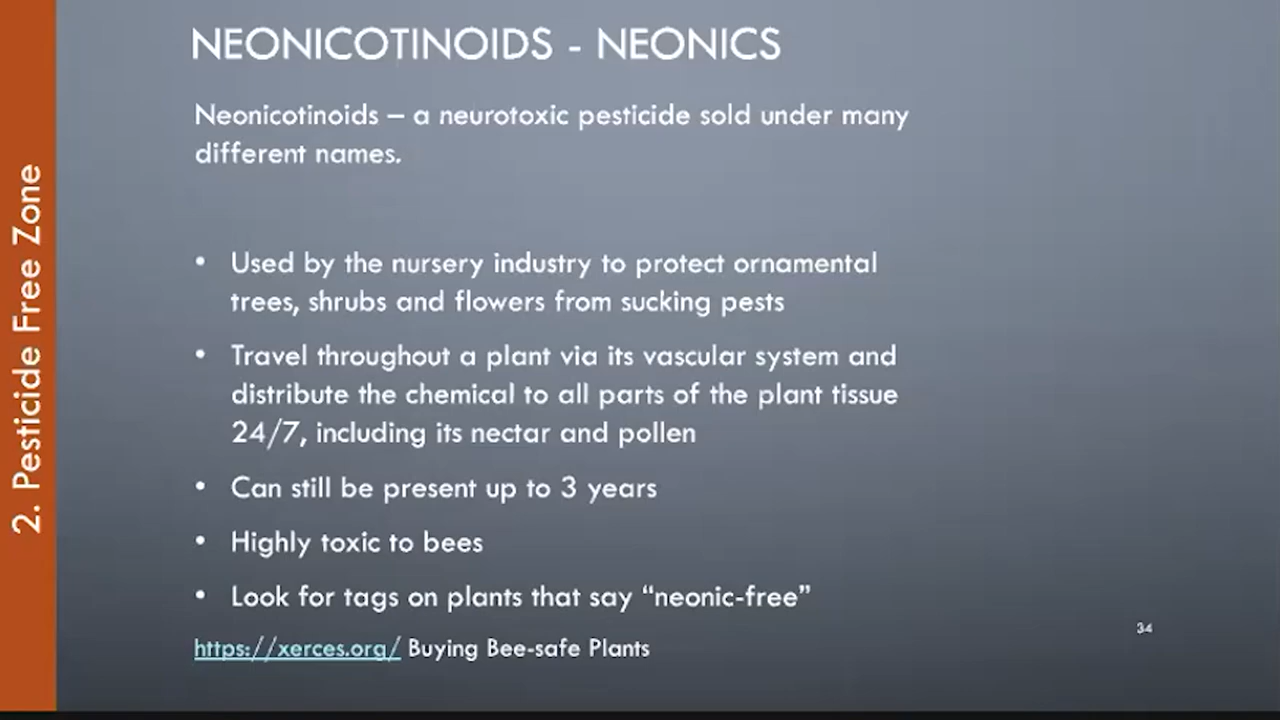 NEONICOTINOIDS - NEONICS
Neonicotinoids – a neurotoxic pesticide sold under many
different names.
• Used by the nursery industry to protect ornamental
trees, shrubs and flowers from sucking pests
• Travel throughout a plant via its vascular system and
distribute the chemical to all parts of the plant tissue
24/7, including its nectar and pollen
• Can still be present up to 3 years
• Highly toxic to bees
• Look for tags on plants that say “neonic-free”
https://xerces.org/ Buying Bee-safe Plants
34
2. Pesticide Free Zone